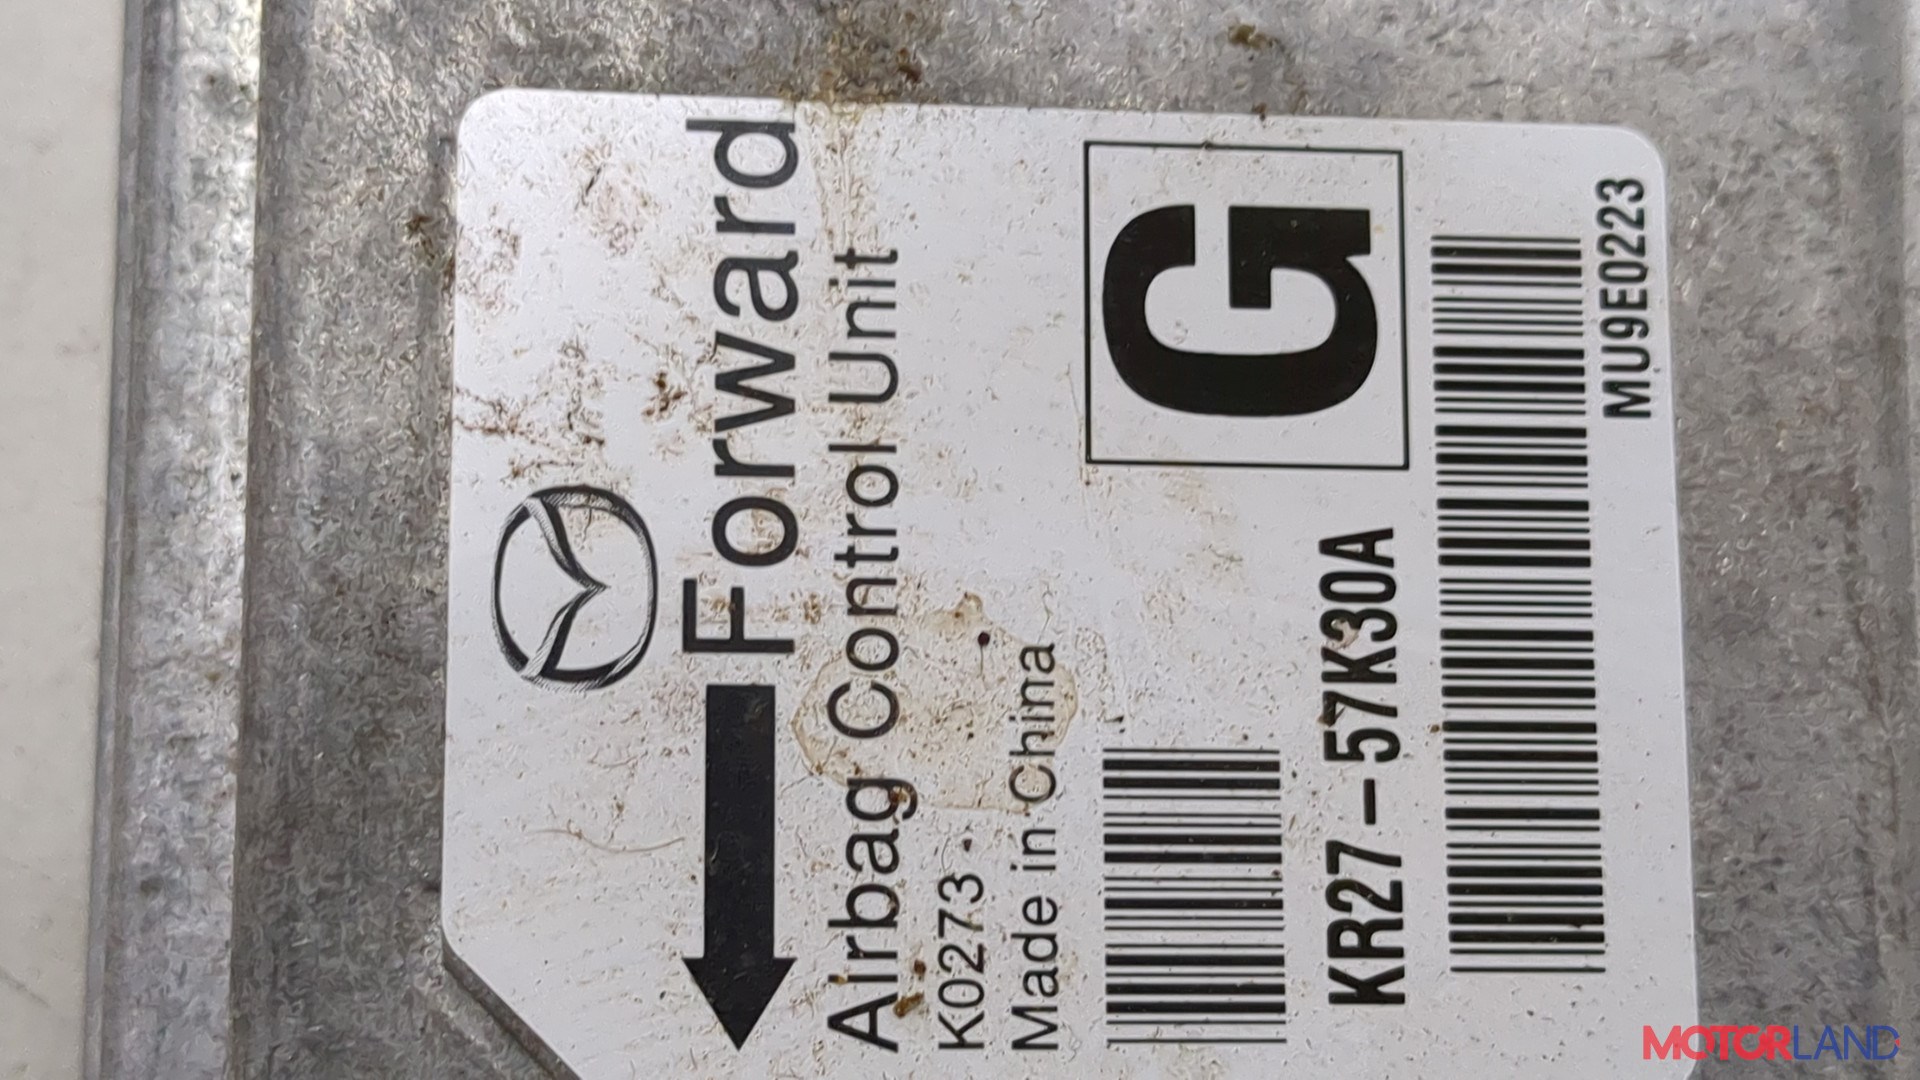 Forward
Airbag Control Unit
K0273
Made in China
G
KR27-57K30A
MU9E0223
MOTORLAND